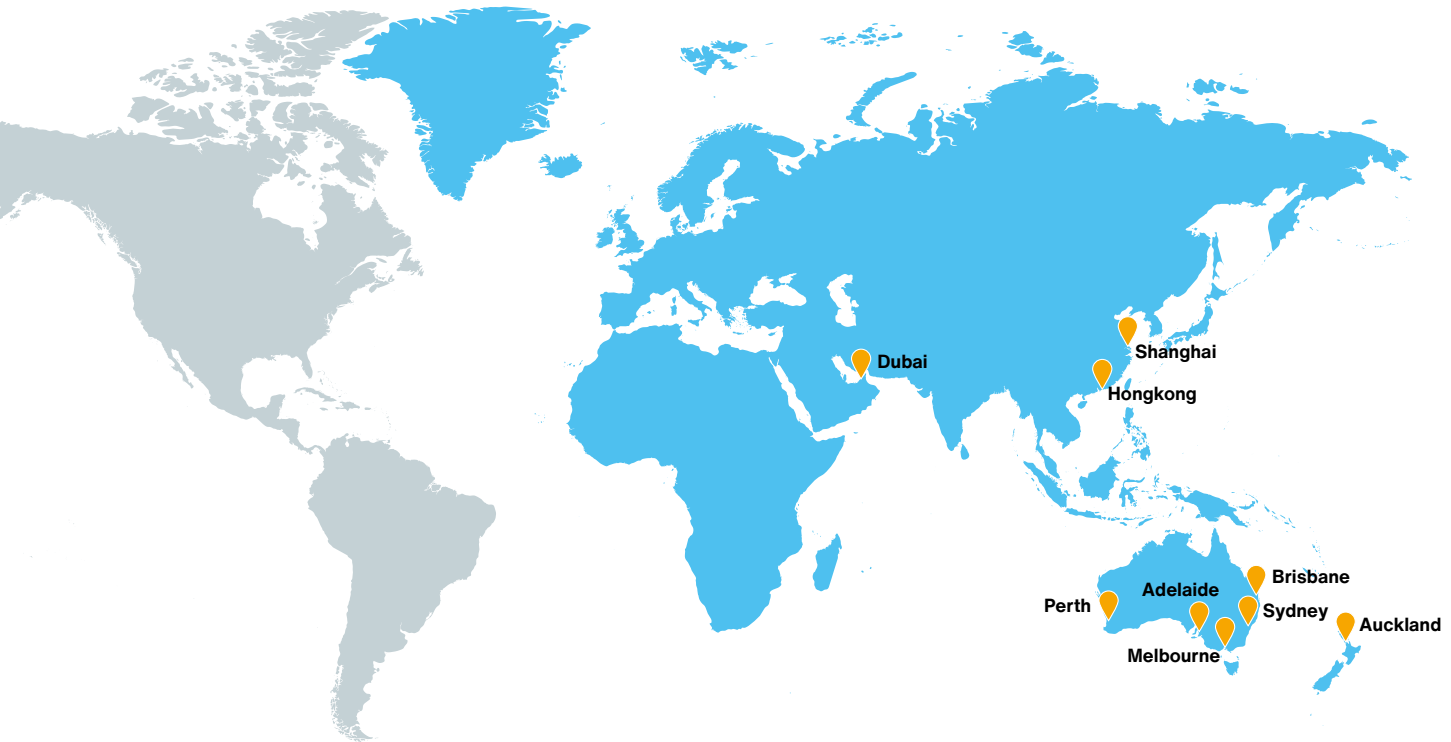 Shanghai
Dubai
Hongkong
Brisbane
Adelaide
Perth
Sydney
Auckland
Melbourne